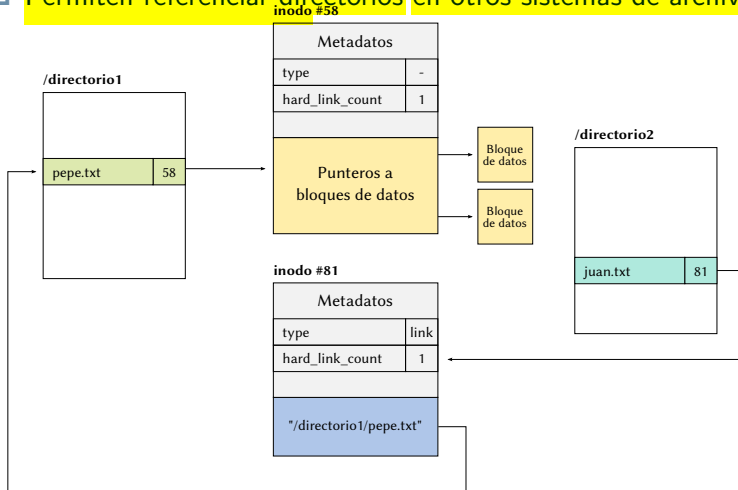 Permiten referenciar directorios en otros sistemas de
inodo #58
Metadatos
type -
hard_link_count 1
/directorio1
pepe.txt 58
Punteros a
bloques de datos
Bloque
de datos
Bloque
de datos
/directorio2
juan.txt 81
inodo #81
Metadatos
type link
hard_link_count 1
"/directorio1/pepe.txt"